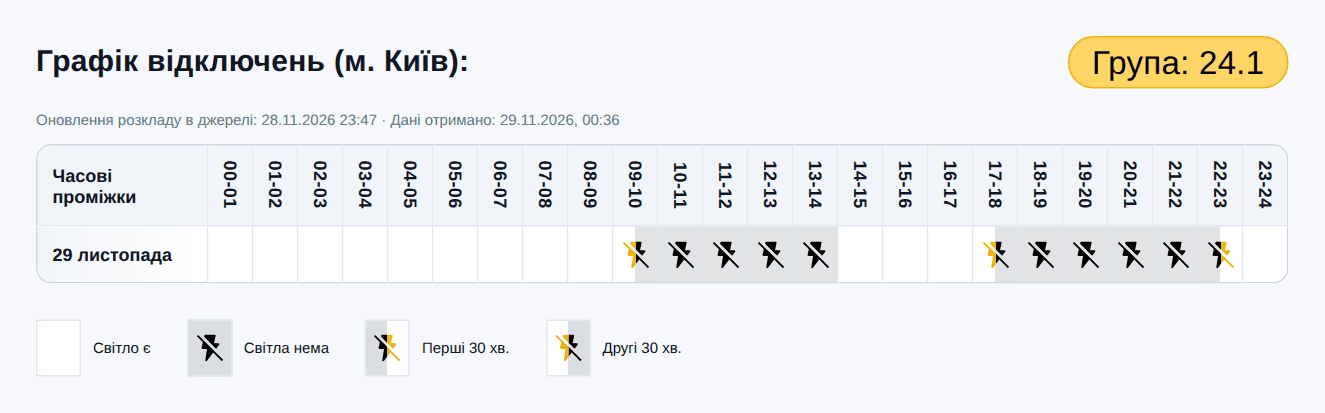 Графік відключень (м. Київ):
Група: 24.1
Оновлення розкладу в джерелі: 28.11.2026 23:47 · Дані отримано: 29.11.2026, 00:36
Часові
проміжки
00-01
01-02
02-03
03-04
04-05
05-06
06-07
07-08
08-09
09-10
10-11
11-12
12-13
13-14
14-15
15-16
16-17
17-18
18-19
19-20
20-21
21-22
22-23
23-24
29 листопада
Світло є
Світла нема
Перші 30 хв.
Другі 30 хв.